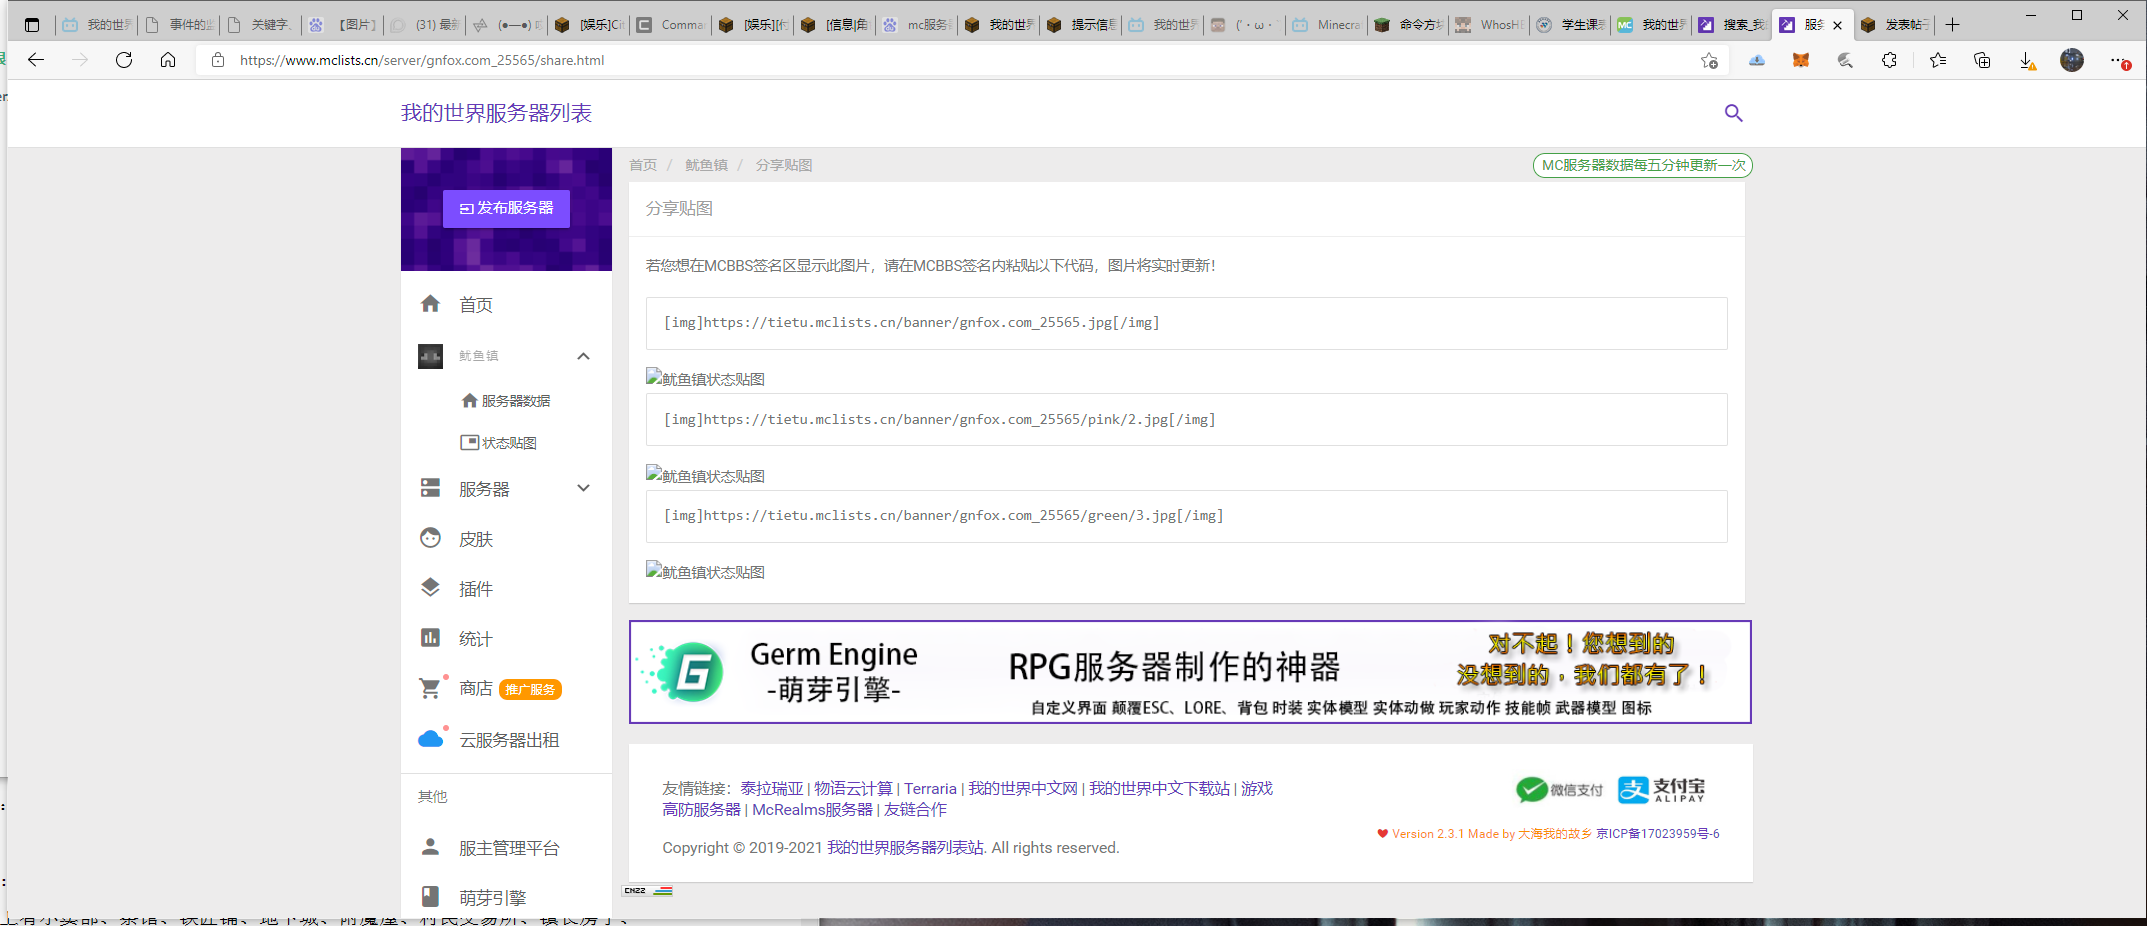 我的世界
事件的监
关键字、
【图片】
(31) 最新
(●—●)
[娱乐]Cit
Comma
[娱乐][传
[信息|角
mc服务器
我的世界
提示信息
我的世界
(' · ω ·
Minecra
命令方块
WhosHE
学生课表
我的世界
搜索_我的
服务
发表帖子
https://www.mclists.cn/server/gnfox.com_25565/share.html
我的世界服务器列表
发布服务器
首页
鱿鱼镇
服务器数据
状态贴图
服务器
皮肤
插件
统计
商店 推广服务
云服务器出租
其他
服主管理平台
萌芽引擎
首页 / 鱿鱼镇 / 分享贴图
MC服务器数据每五分钟更新一次
分享贴图
若您想在MCBBS签名区显示此图片，请在MCBBS签名内粘贴以下代码，图片将实时更新！
[img]https://tietu.mclists.cn/banner/gnfox.com_25565.jpg[/img]
鱿鱼镇状态贴图
[img]https://tietu.mclists.cn/banner/gnfox.com_25565/pink/2.jpg[/img]
鱿鱼镇状态贴图
[img]https://tietu.mclists.cn/banner/gnfox.com_25565/green/3.jpg[/img]
鱿鱼镇状态贴图
G
Germ Engine
-萌芽引擎-
RPG服务器制作的神器
对不起！您想到的
没想到的，我们都有了！
自定义界面 颠覆ESC、LORE、背包 时装 实体模型 实体动做 玩家动作 技能帧 武器模型 图标
友情链接：泰拉瑞亚 | 物语云计算 | Terraria | 我的世界中文网 | 我的世界中文下载站 | 游戏
高防服务器 | McRealms服务器 | 友链合作
Copyright © 2019-2021 我的世界服务器列表站. All rights reserved.
微信支付
支 支付宝
ALIPAY
Version 2.3.1 Made by 大海我的故乡 京ICP备17023959号-6
CNZZ